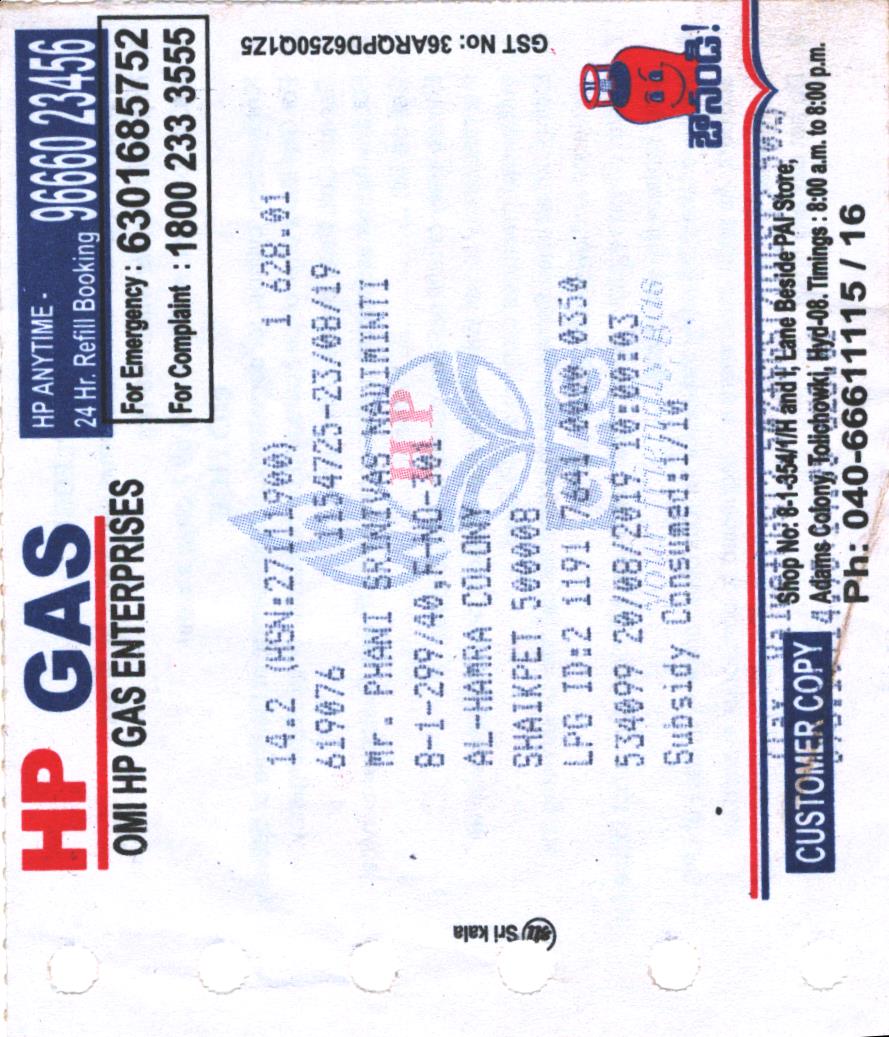 HP GAS
OMI HP GAS ENTERPRISES
HP ANYTIME -
24 Hr. Refill Booking 96660 23456
For Emergency : 6301685752
For Complaint : 1800 233 3555
14.2 (HSN:27111900) 1 628.01
619076 1154725-23/08/19
Mr. PHANI SRINIVAS NADIMINTI
8-1-299/40,F-NO-301
AL-HAMRA COLONY
SHAIKPET 500008
LPG ID:2 1191 7641 0000 0350
534099 20/08/2019 10:00:03
Subsidy Consumed:1/10
HP
GAS
your friendly gas
GST No: 36ARQPD6250Q1Z5
Sri kala
జానండి!
CUSTOMER COPY
Shop No: 8-1-354/1/H and I, Lane Beside PAI Store,
Adams Colony, Tolichowki, Hyd-08. Timings : 8:00 a.m. to 8:00 p.m.
Ph: 040-66611115 / 16